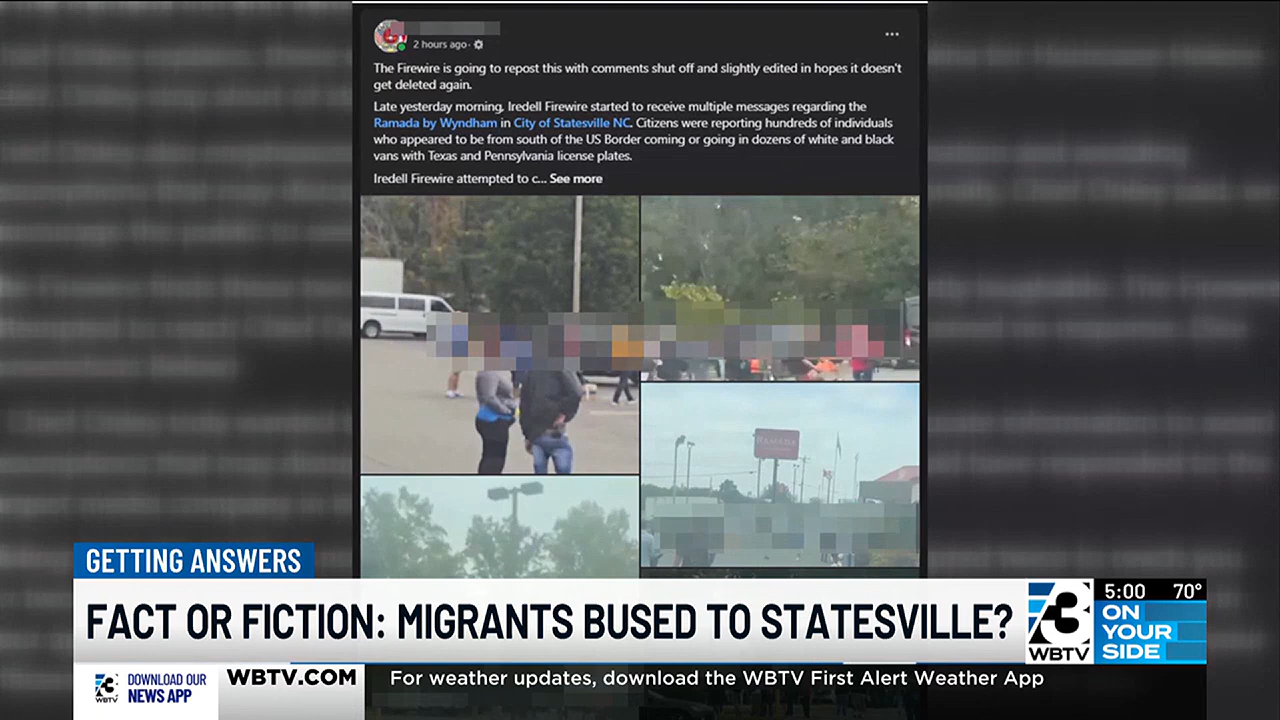 2 hours ago ·
The Firewire is going to repost this with comments shut off and slightly edited in hopes it doesn't
get deleted again.
Late yesterday morning, Iredell Firewire started to receive multiple messages regarding the
Ramada by Wyndham in City of Statesville NC. Citizens were reporting hundreds of individuals
who appeared to be from south of the US Border coming or going in dozens of white and black
vans with Texas and Pennsylvania license plates.
Iredell Firewire attempted to c... See more
RAMADA
GETTING ANSWERS
FACT OR FICTION: MIGRANTS BUSED TO STATESVILLE?
3
WBTV
5:00 70°
ON
YOUR
SIDE
3
WBTV
DOWNLOAD OUR
NEWS APP
WBTV.COM
For weather updates, download the WBTV First Alert Weather App